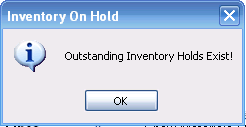 Inventory On Hold
Outstanding Inventory Holds Exist!
OK